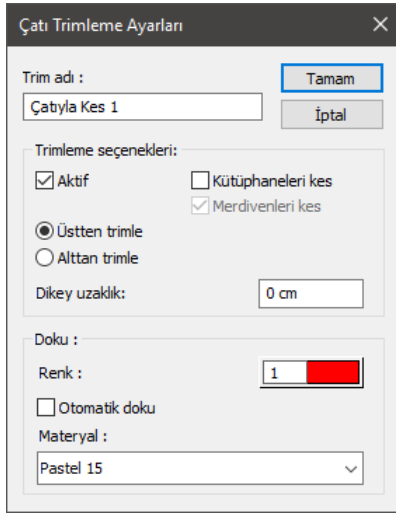 Çatı Trimleme Ayarları
Trim adı :
Tamam
Çatıyla Kes 1
İptal
Trimleme seçenekleri:
Aktif
Kütüphaneleri kes
Merdivenleri kes
Üstten trimle
Alttan trimle
Dikey uzaklık:
0 cm
Doku :
Renk :
1
Otomatik doku
Materyal :
Pastel 15